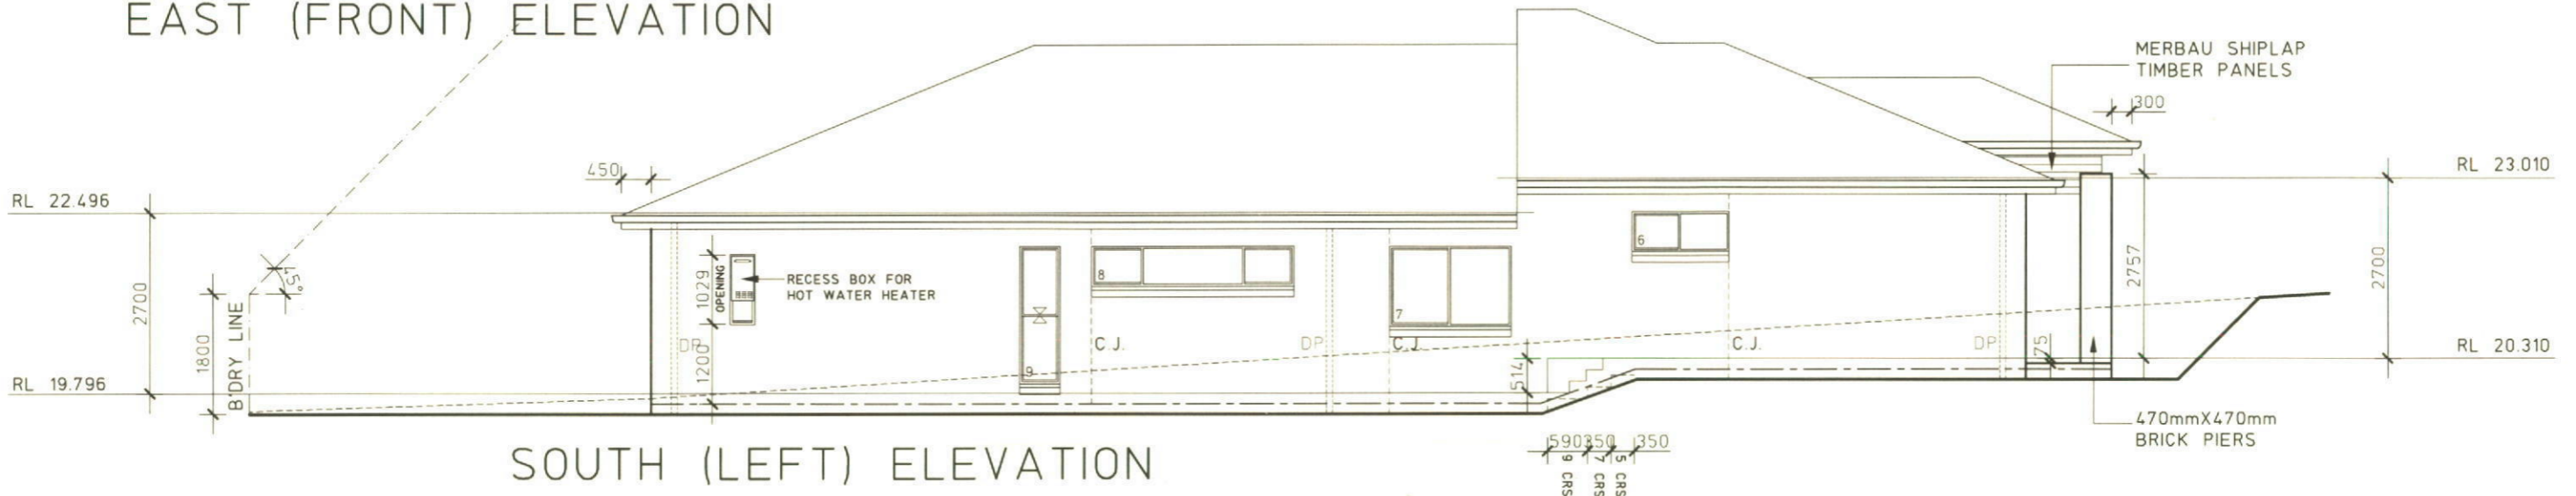 EAST (FRONT) ELEVATION
MERBAU SHIPLAP
TIMBER PANELS
300
450
RL 22.496
RL 23.010
45°
2700
1800
B'DRY LINE
1029
OPENING
1200
RECESS BOX FOR
HOT WATER HEATER
DP
9
8
C.J.
DP
7
C.J.
6
C.J.
DP
514
75
2757
2700
RL 19.796
RL 20.310
470mmX470mm
BRICK PIERS
590 350 350
9 CRS
7 CRS
5 CRS
SOUTH (LEFT) ELEVATION